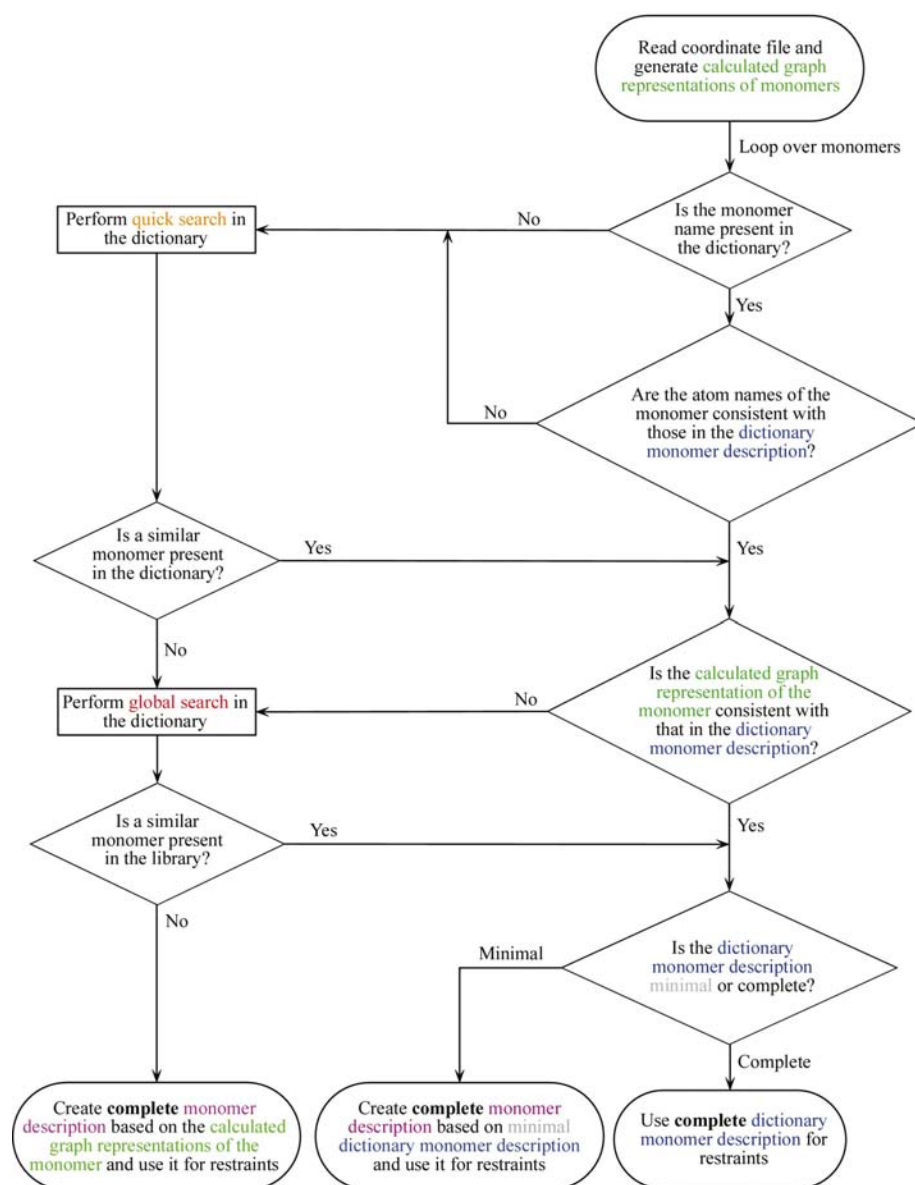 Read coordinate file and
generate calculated graph
representations of monomers
Loop over monomers
Is the monomer
name present in
the dictionary?
No
Perform quick search in
the dictionary
Yes
Are the atom names of the
monomer consistent with
those in the dictionary
monomer description?
No
Is a similar
monomer present
in the dictionary?
Yes
Yes
No
Is the calculated graph
representation of the
monomer consistent with
that in the dictionary
monomer description?
No
Perform global search in
the dictionary
Is a similar
monomer present
in the library?
Yes
Yes
No
Is the dictionary
monomer description
minimal or complete?
Minimal
Complete
Create complete monomer
description based on the calculated
graph representations of the
monomer and use it for restraints
Create complete monomer
description based on minimal
dictionary monomer description
and use it for restraints
Use complete dictionary
monomer description for
restraints